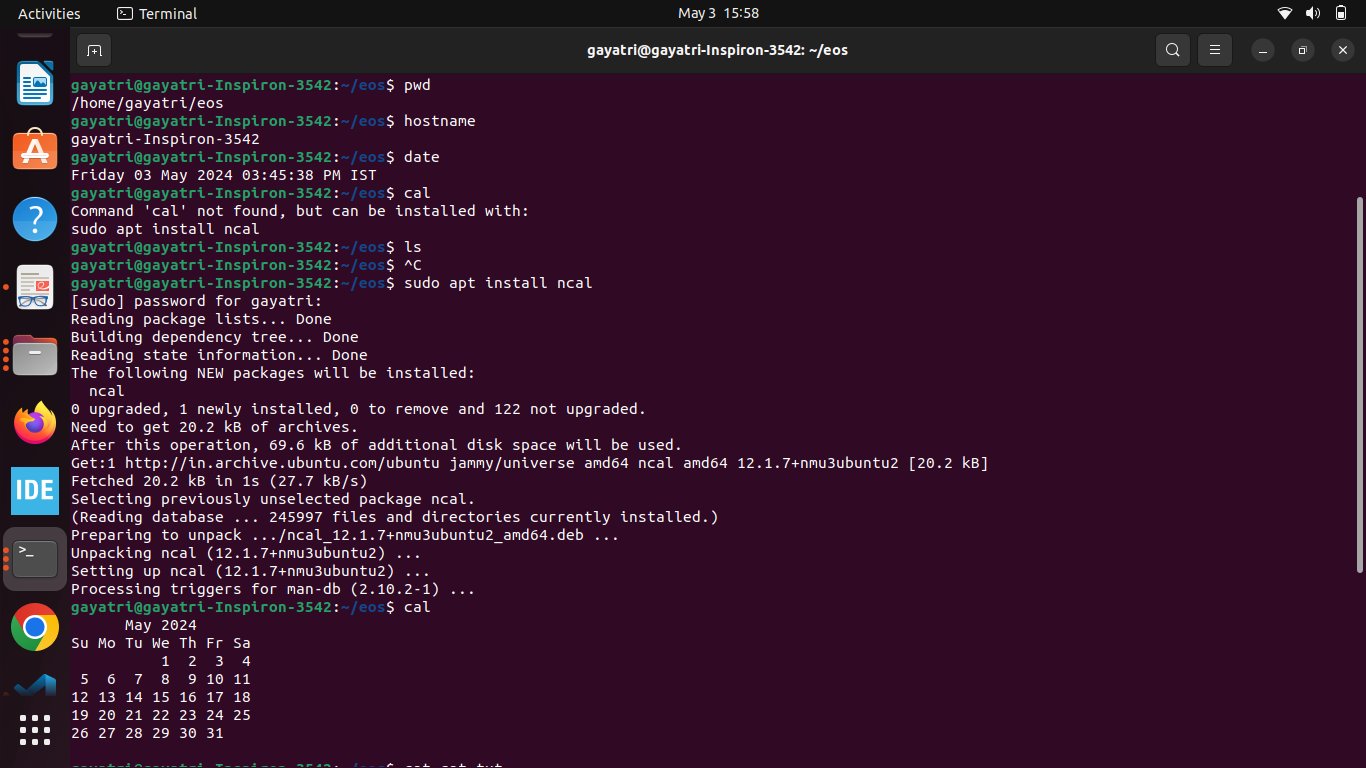 Activities
Terminal
May 3 15:58
gayatri@gayatri-Inspiron-3542: ~/eos
gayatri@gayatri-Inspiron-3542:~/eos$ pwd
/home/gayatri/eos
gayatri@gayatri-Inspiron-3542:~/eos$ hostname
gayatri-Inspiron-3542
gayatri@gayatri-Inspiron-3542:~/eos$ date
Friday 03 May 2024 03:45:38 PM IST
gayatri@gayatri-Inspiron-3542:~/eos$ cal
Command 'cal' not found, but can be installed with:
sudo apt install ncal
gayatri@gayatri-Inspiron-3542:~/eos$ ls
gayatri@gayatri-Inspiron-3542:~/eos$ ^C
gayatri@gayatri-Inspiron-3542:~/eos$ sudo apt install ncal
[sudo] password for gayatri:
Reading package lists... Done
Building dependency tree... Done
Reading state information... Done
The following NEW packages will be installed:
  ncal
0 upgraded, 1 newly installed, 0 to remove and 122 not upgraded.
Need to get 20.2 kB of archives.
After this operation, 69.6 kB of additional disk space will be used.
Get:1 http://in.archive.ubuntu.com/ubuntu jammy/universe amd64 ncal amd64 12.1.7+nmu3ubuntu2 [20.2 kB]
Fetched 20.2 kB in 1s (27.7 kB/s)
Selecting previously unselected package ncal.
(Reading database ... 245997 files and directories currently installed.)
Preparing to unpack .../ncal_12.1.7+nmu3ubuntu2_amd64.deb ...
Unpacking ncal (12.1.7+nmu3ubuntu2) ...
Setting up ncal (12.1.7+nmu3ubuntu2) ...
Processing triggers for man-db (2.10.2-1) ...
gayatri@gayatri-Inspiron-3542:~/eos$ cal
      May 2024
Su Mo Tu We Th Fr Sa
          1  2  3  4
 5  6  7  8  9 10 11
12 13 14 15 16 17 18
19 20 21 22 23 24 25
26 27 28 29 30 31
IDE